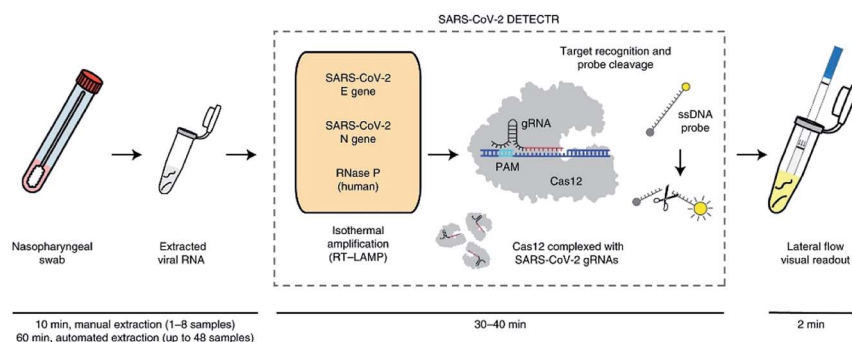 SARS-CoV-2 DETECTR
Target recognition and
probe cleavage
SARS-CoV-2
E gene
SARS-CoV-2
N gene
RNase P
(human)
gRNA
PAM
Cas12
ssDNA
probe
Nasopharyngeal
swab
Extracted
viral RNA
Isothermal
amplification
(RT–LAMP)
Cas12 complexed with
SARS-CoV-2 gRNAs
Lateral flow
visual readout
10 min, manual extraction (1–8 samples)
60 min, automated extraction (up to 48 samples)
30–40 min
2 min